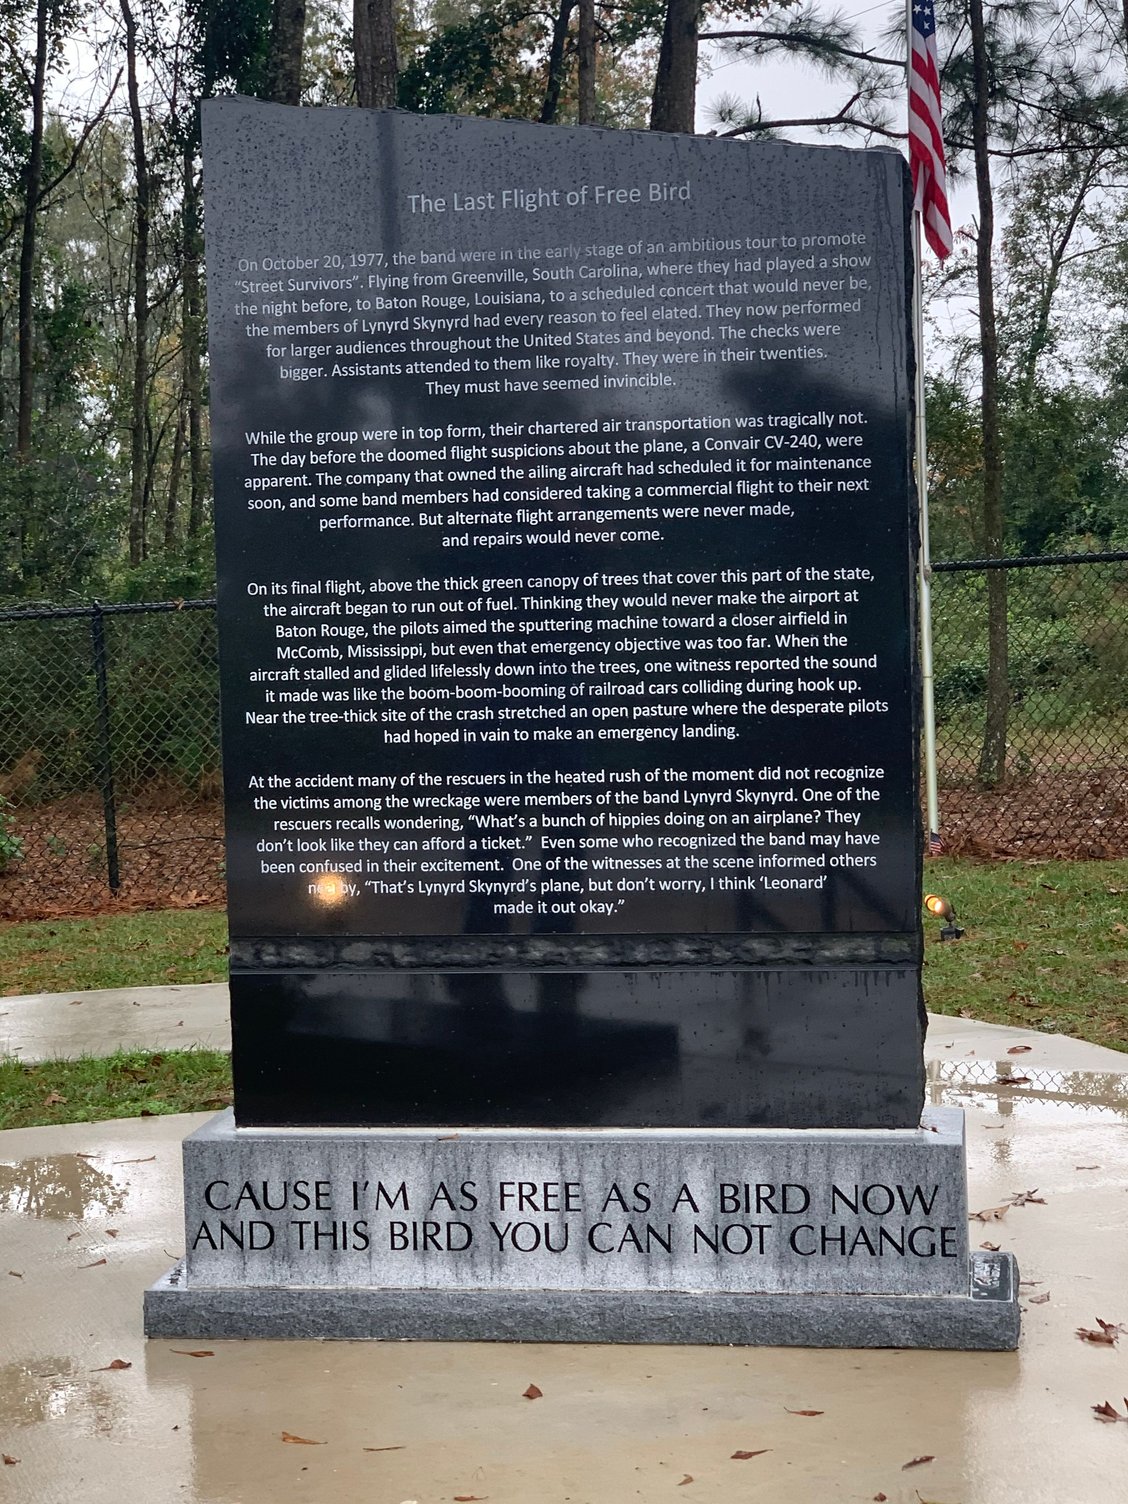 The Last Flight of Free Bird
On October 20, 1977, the band were in the early stage of an ambitious tour to promote
“Street Survivors”. Flying from Greenville, South Carolina, where they had played a show
the night before, to Baton Rouge, Louisiana, to a scheduled concert that would never be,
the members of Lynyrd Skynyrd had every reason to feel elated. They now performed
for larger audiences throughout the United States and beyond. The checks were
bigger. Assistants attended to them like royalty. They were in their twenties.
They must have seemed invincible.
While the group were in top form, their chartered air transportation was tragically not.
The day before the doomed flight suspicions about the plane, a Convair CV-240, were
apparent. The company that owned the ailing aircraft had scheduled it for maintenance
soon, and some band members had considered taking a commercial flight to their next
performance. But alternate flight arrangements were never made,
and repairs would never come.
On its final flight, above the thick green canopy of trees that cover this part of the state,
the aircraft began to run out of fuel. Thinking they would never make the airport at
Baton Rouge, the pilots aimed the sputtering machine toward a closer airfield in
McComb, Mississippi, but even that emergency objective was too far. When the
aircraft stalled and glided lifelessly down into the trees, one witness reported the sound
it made was like the boom-boom-booming of railroad cars colliding during hook up.
Near the tree-thick site of the crash stretched an open pasture where the desperate pilots
had hoped in vain to make an emergency landing.
At the accident many of the rescuers in the heated rush of the moment did not recognize
the victims among the wreckage were members of the band Lynyrd Skynyrd. One of the
rescuers recalls wondering, “What’s a bunch of hippies doing on an airplane? They
don’t look like they can afford a ticket.”  Even some who recognized the band may have
been confused in their excitement.  One of the witnesses at the scene informed others
nearby, “That’s Lynyrd Skynyrd’s plane, but don’t worry, I think ‘Leonard’
made it out okay.”
CAUSE I’M AS FREE AS A BIRD NOW
AND THIS BIRD YOU CAN NOT CHANGE